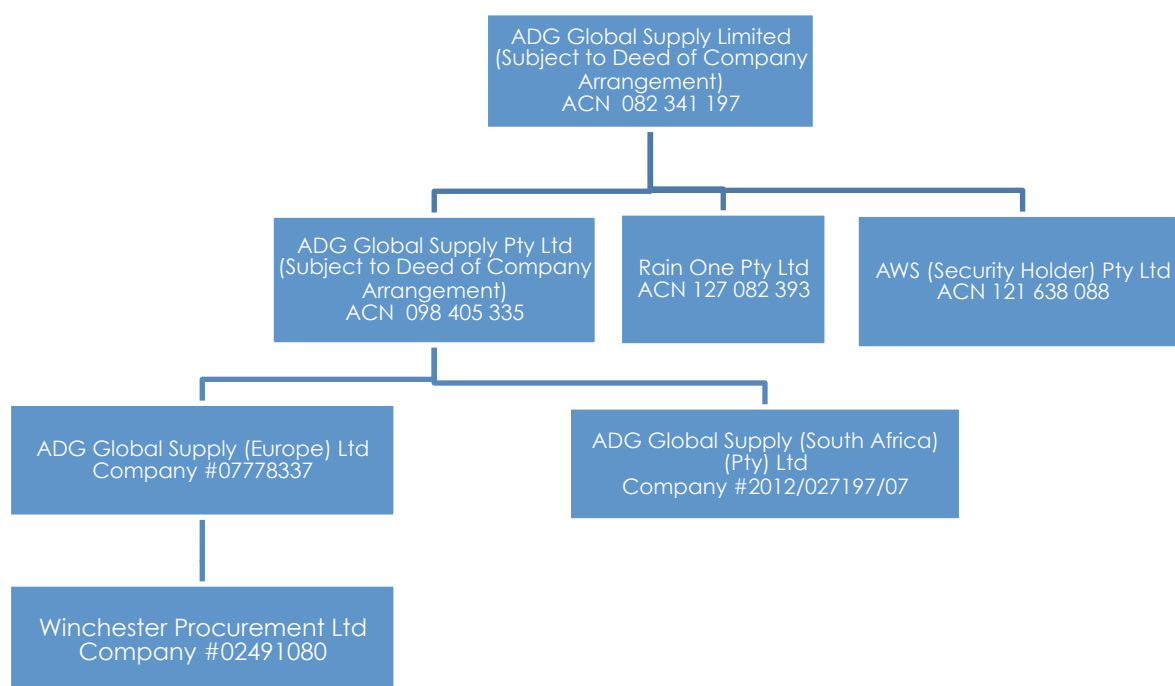 ADG Global Supply Limited
(Subject to Deed of Company
Arrangement)
ACN  082 341 197
ADG Global Supply Pty Ltd
(Subject to Deed of Company
Arrangement)
ACN  098 405 335
Rain One Pty Ltd
ACN 127 082 393
AWS (Security Holder) Pty Ltd
ACN 121 638 088
ADG Global Supply (Europe) Ltd
Company #07778337
ADG Global Supply (South Africa)
(Pty) Ltd
Company #2012/027197/07
Winchester Procurement Ltd
Company #02491080